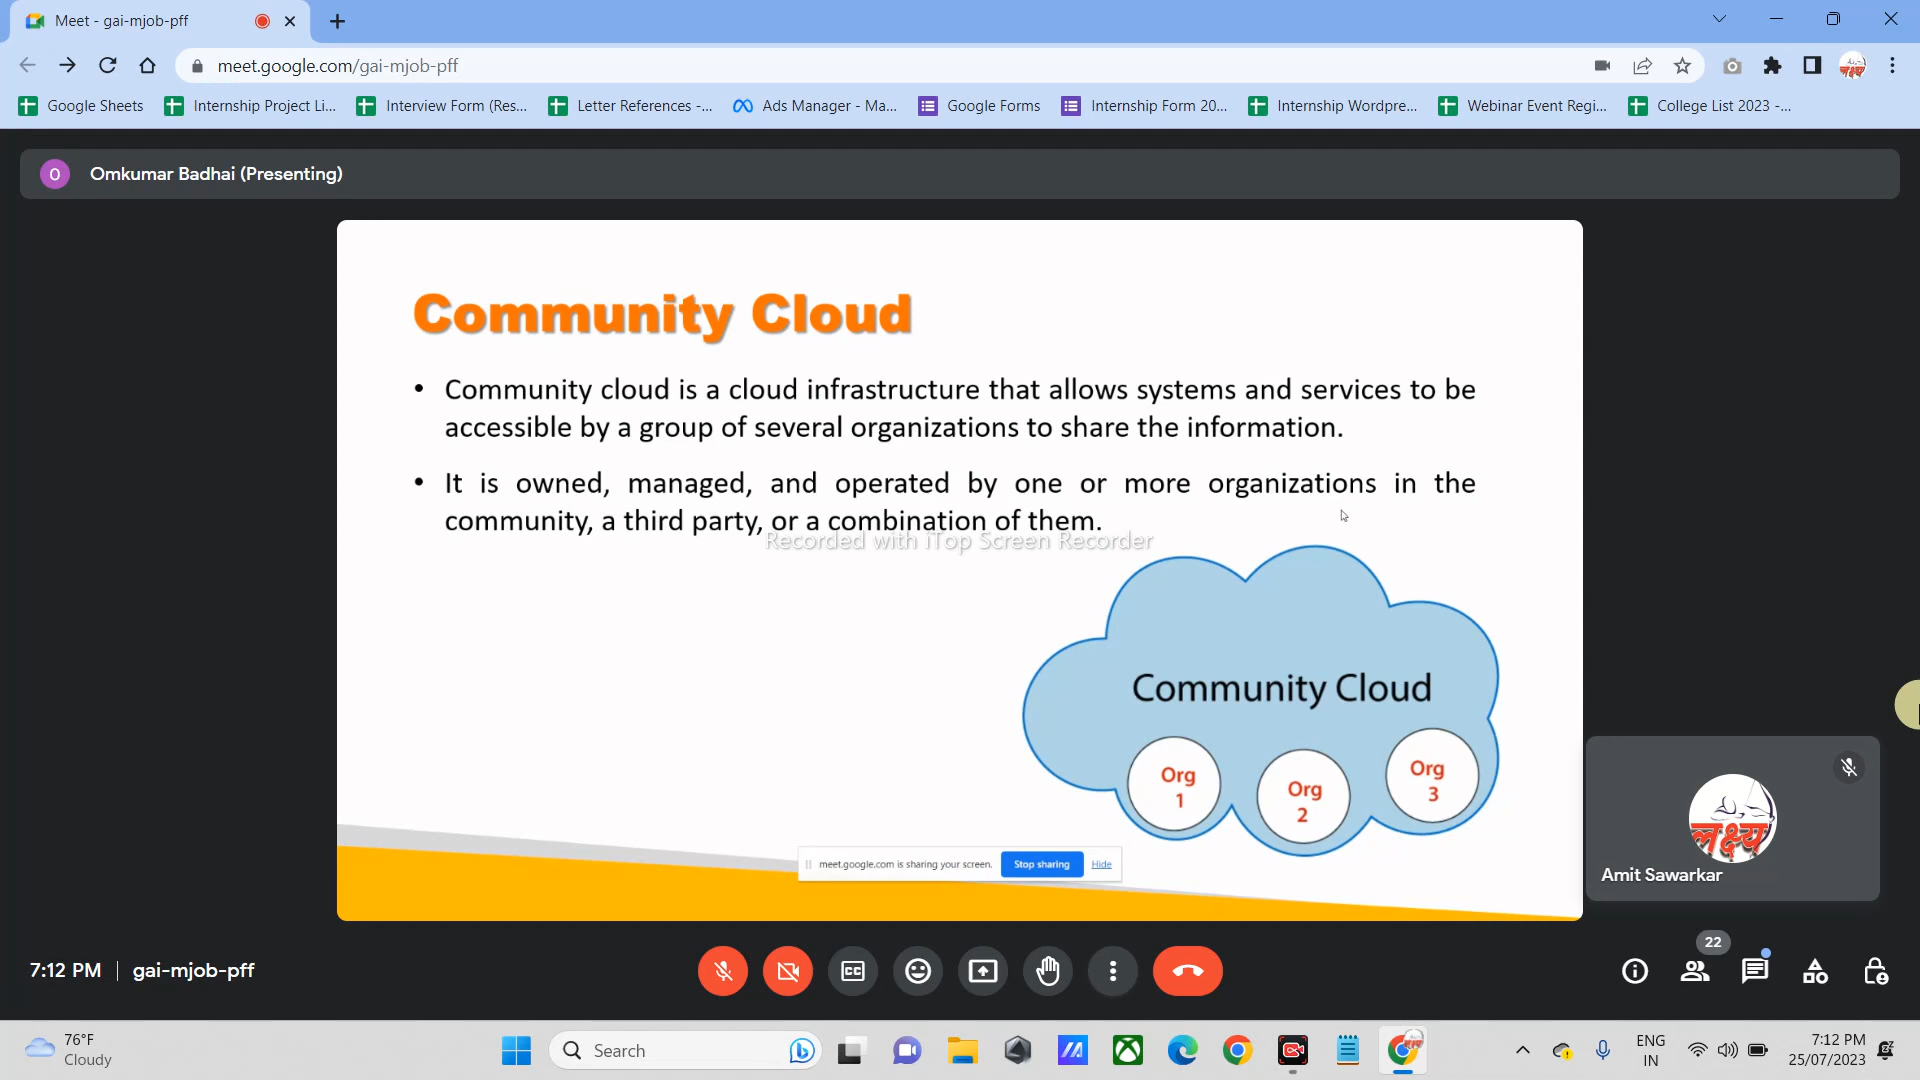 Meet - gai-mjob-pff
meet.google.com/gai-mjob-pff
Google Sheets Internship Project Li... Interview Form (Res... Letter References -... Ads Manager - Ma... Google Forms Internship Form 20... Internship Wordpre... Webinar Event Regi... College List 2023 -...
O Omkumar Badhai (Presenting)
Community Cloud
• Community cloud is a cloud infrastructure that allows systems and services to be
accessible by a group of several organizations to share the information.
• It is owned, managed, and operated by one or more organizations in the
community, a third party, or a combination of them.
Recorded with iTop Screen Recorder
Community Cloud
Org
1
Org
2
Org
3
meet.google.com is sharing your screen. Stop sharing Hide
लक्ष्य
Amit Sawarkar
7:12 PM | gai-mjob-pff
CC
22
76°F
Cloudy
Search
ENG
IN
7:12 PM
25/07/2023